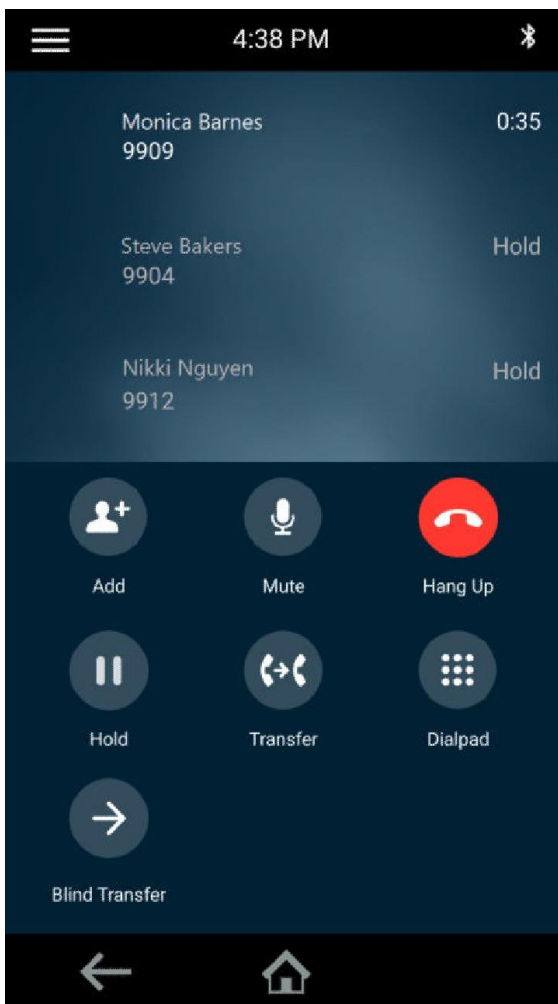 4:38 PM
Monica Barnes 0:35
9909
Steve Bakers Hold
9904
Nikki Nguyen Hold
9912
Add Mute Hang Up
Hold Transfer Dialpad
Blind Transfer